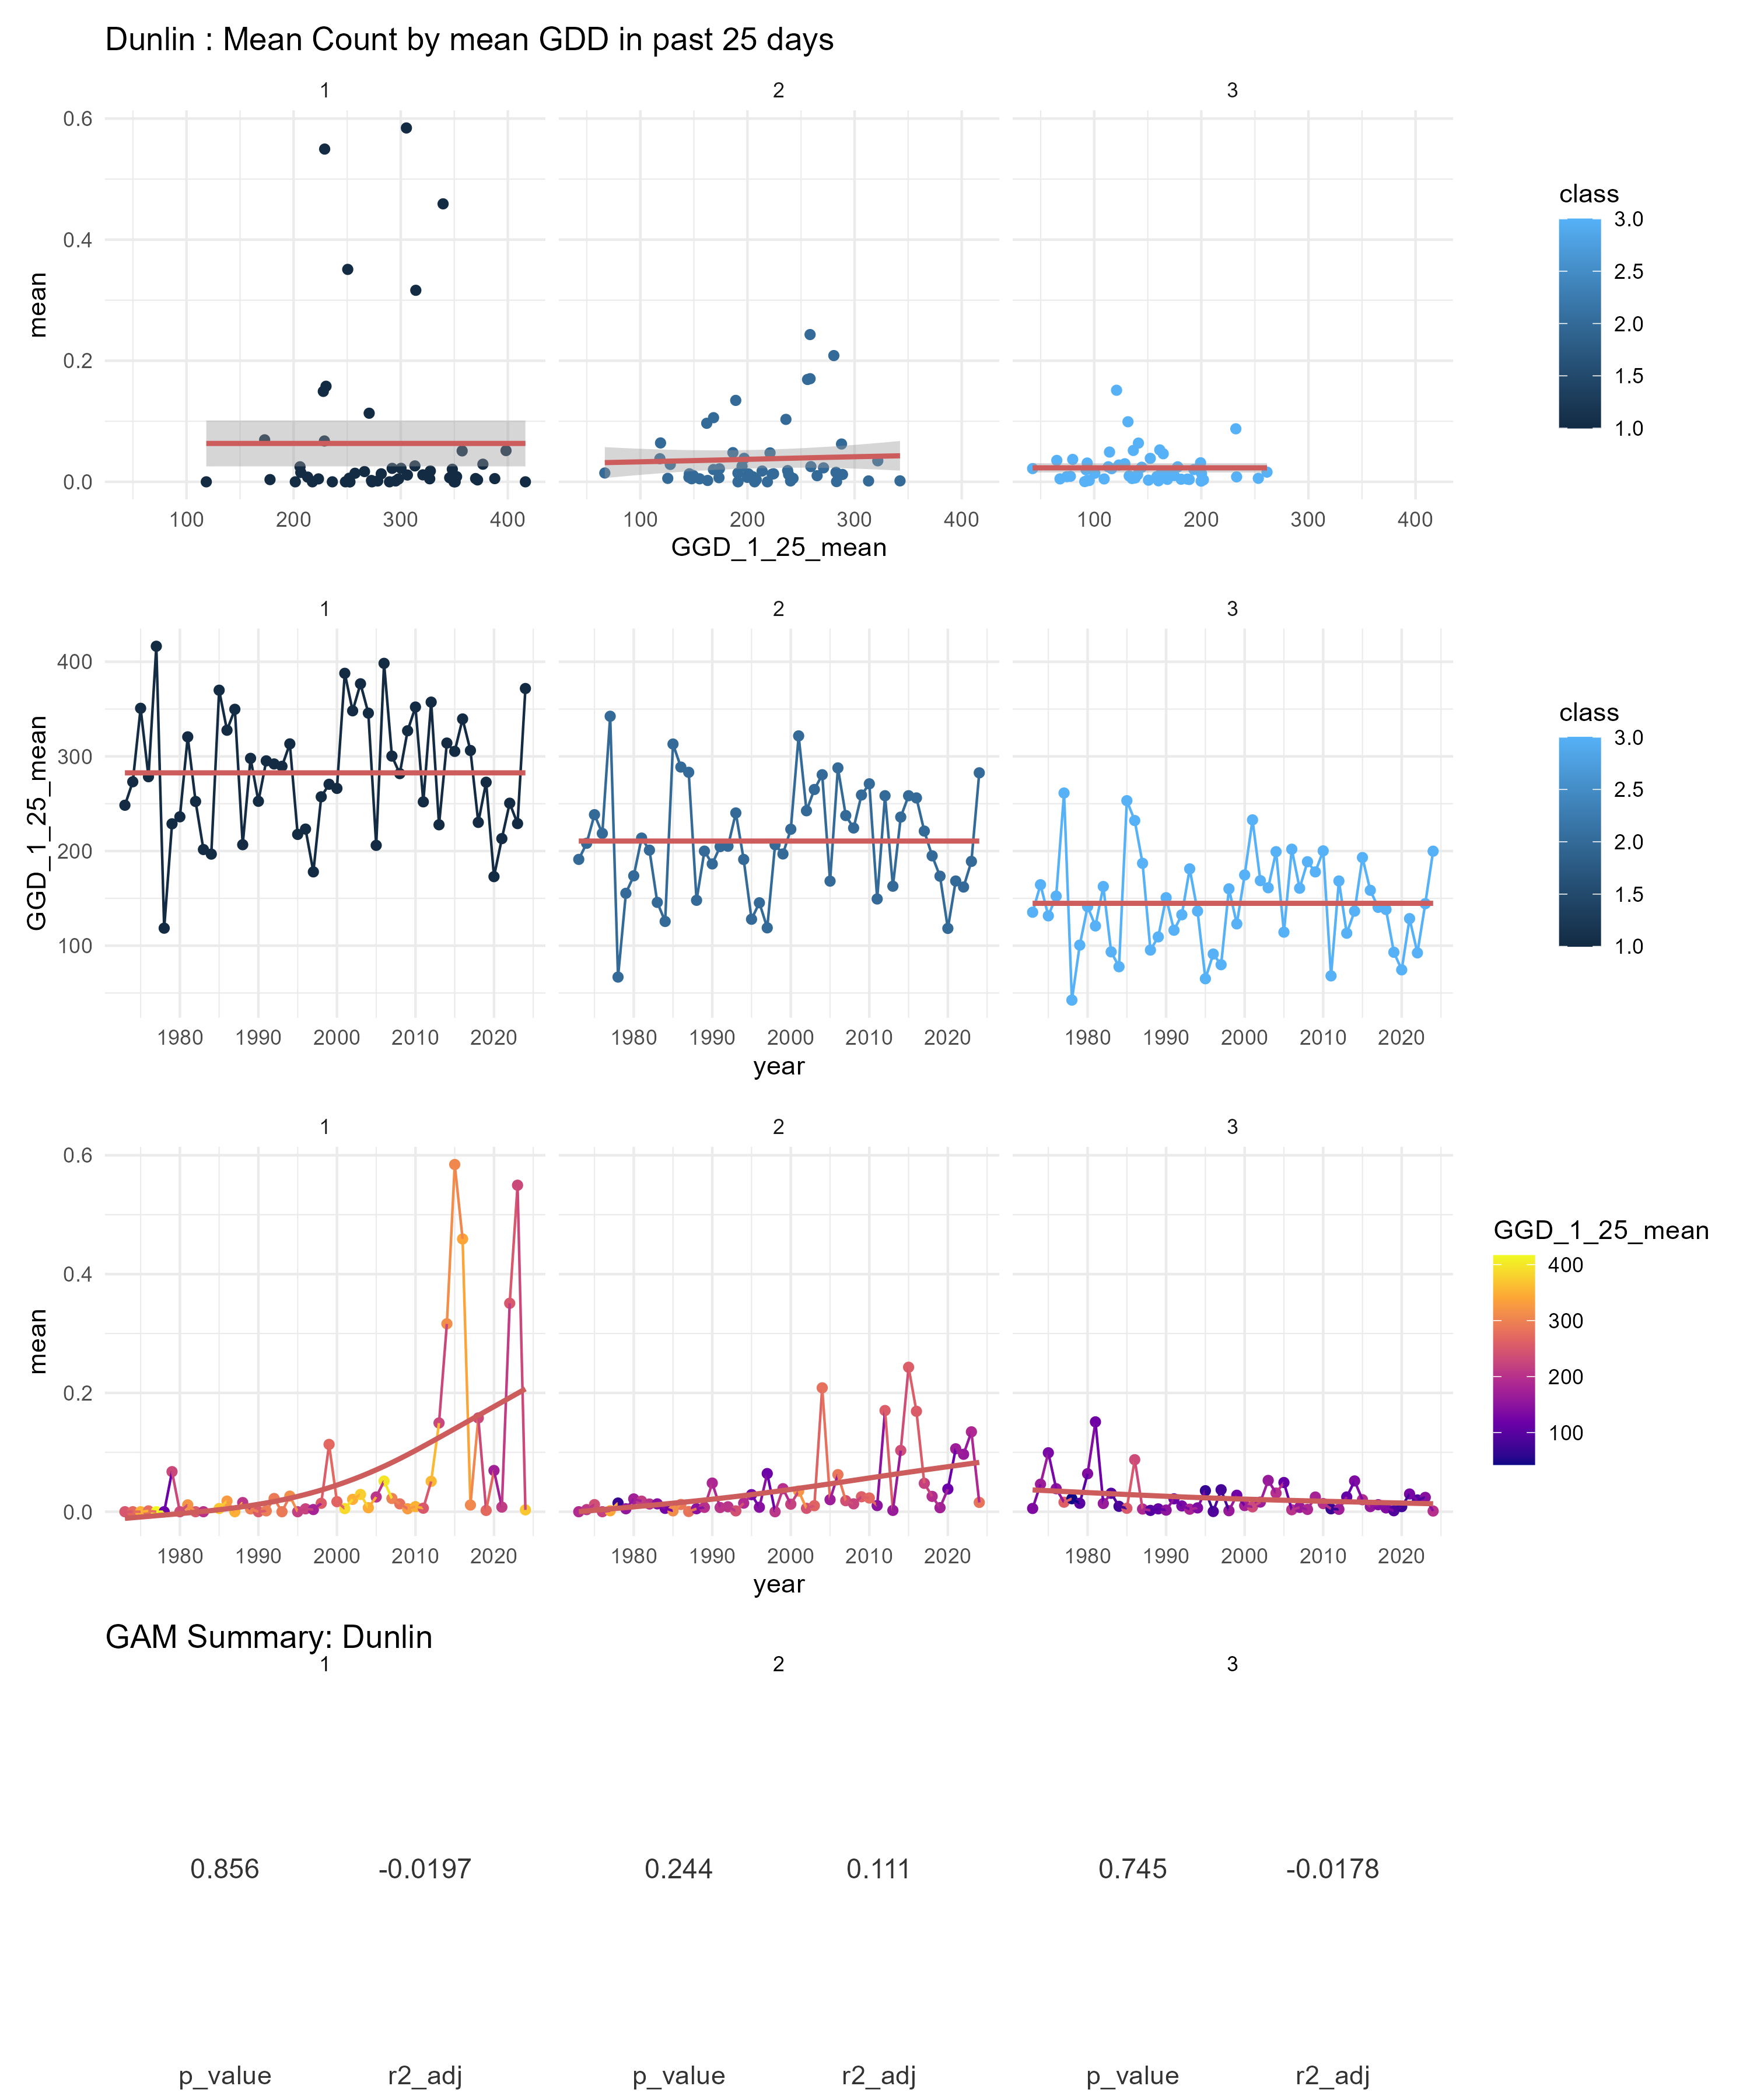 Dunlin : Mean Count by mean GDD in past 25 days
1 2 3
0.6
0.4
0.2
0.0
mean
100 200 300 400 100 200 300 400 100 200 300 400
GGD_1_25_mean
class
3.0
2.5
2.0
1.5
1.0
1 2 3
400
300
200
100
GGD_1_25_mean
1980 1990 2000 2010 2020 1980 1990 2000 2010 2020 1980 1990 2000 2010 2020
year
class
3.0
2.5
2.0
1.5
1.0
1 2 3
0.6
0.4
0.2
0.0
mean
1980 1990 2000 2010 2020 1980 1990 2000 2010 2020 1980 1990 2000 2010 2020
year
GGD_1_25_mean
400
300
200
100
GAM Summary: Dunlin
1 2 3
0.856 -0.0197 0.244 0.111 0.745 -0.0178
p_value r2_adj p_value r2_adj p_value r2_adj